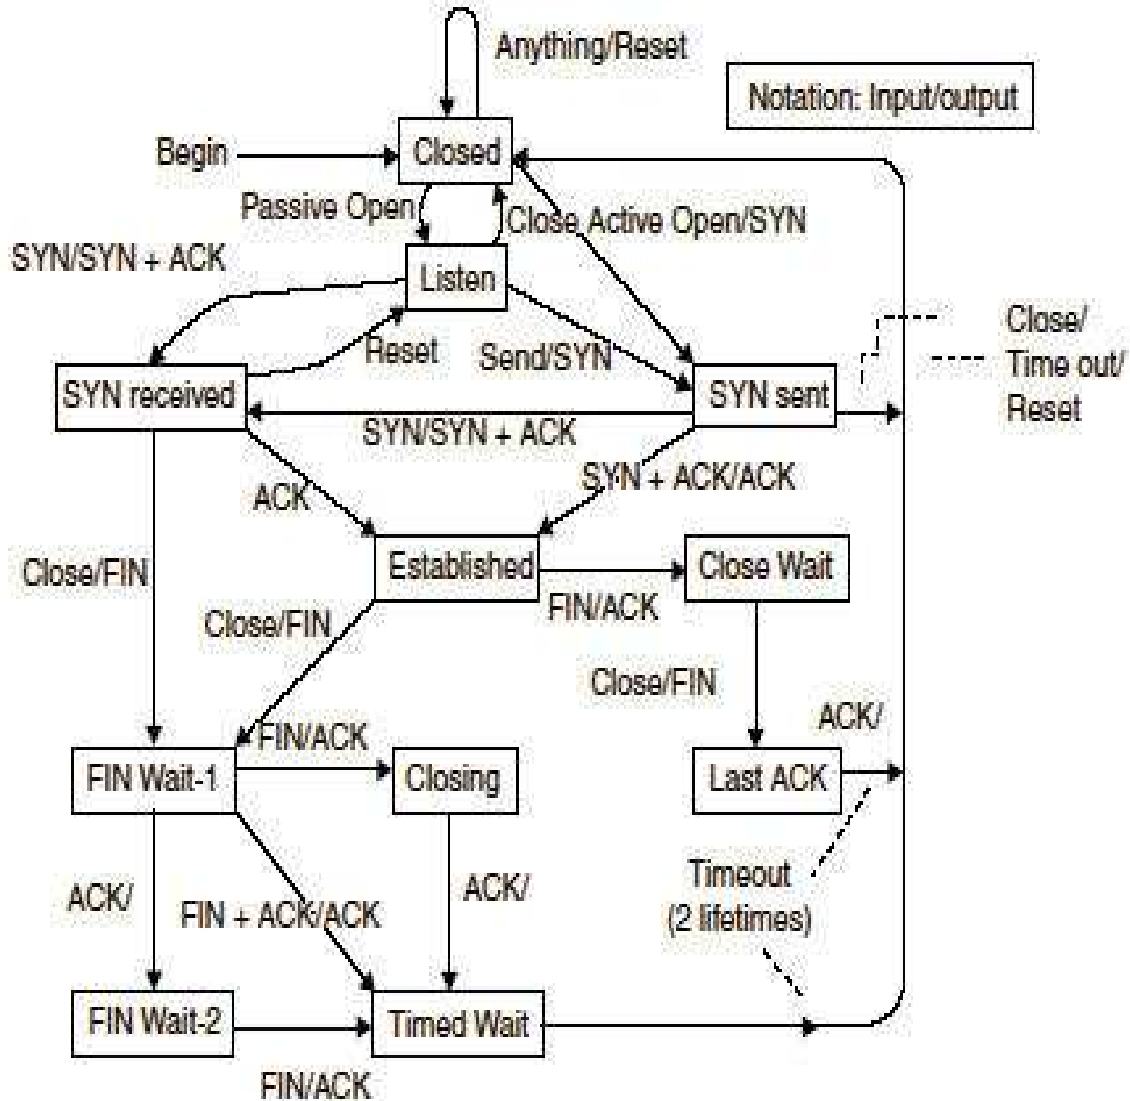 Anything/Reset
Notation: Input/output
Begin
Closed
Passive Open
Close Active Open/SYN
SYN/SYN + ACK
Listen
Reset
Send/SYN
Close/
Time out/
Reset
SYN received
SYN sent
SYN/SYN + ACK
ACK
SYN + ACK/ACK
Established
Close Wait
Close/FIN
FIN/ACK
Close/FIN
Close/FIN
ACK/
FIN/ACK
FIN Wait-1
Closing
Last ACK
ACK/
FIN + ACK/ACK
ACK/
Timeout
(2 lifetimes)
FIN Wait-2
Timed Wait
FIN/ACK